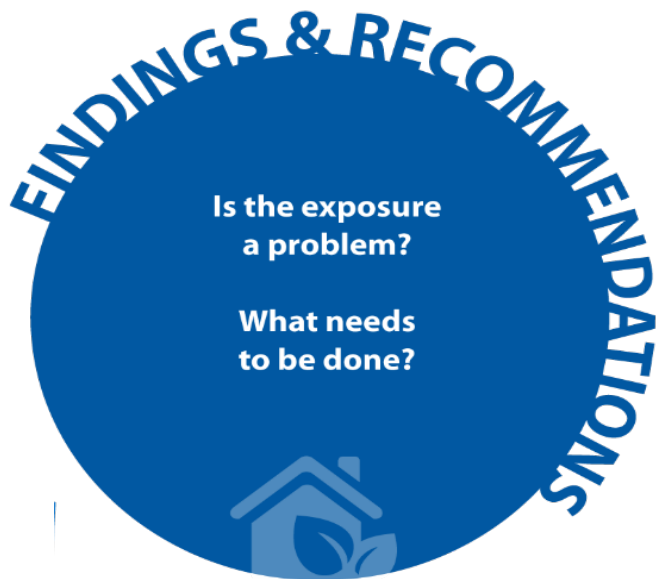 FINDINGS & RECOMMENDATIONS
Is the exposure
a problem?
What needs
to be done?